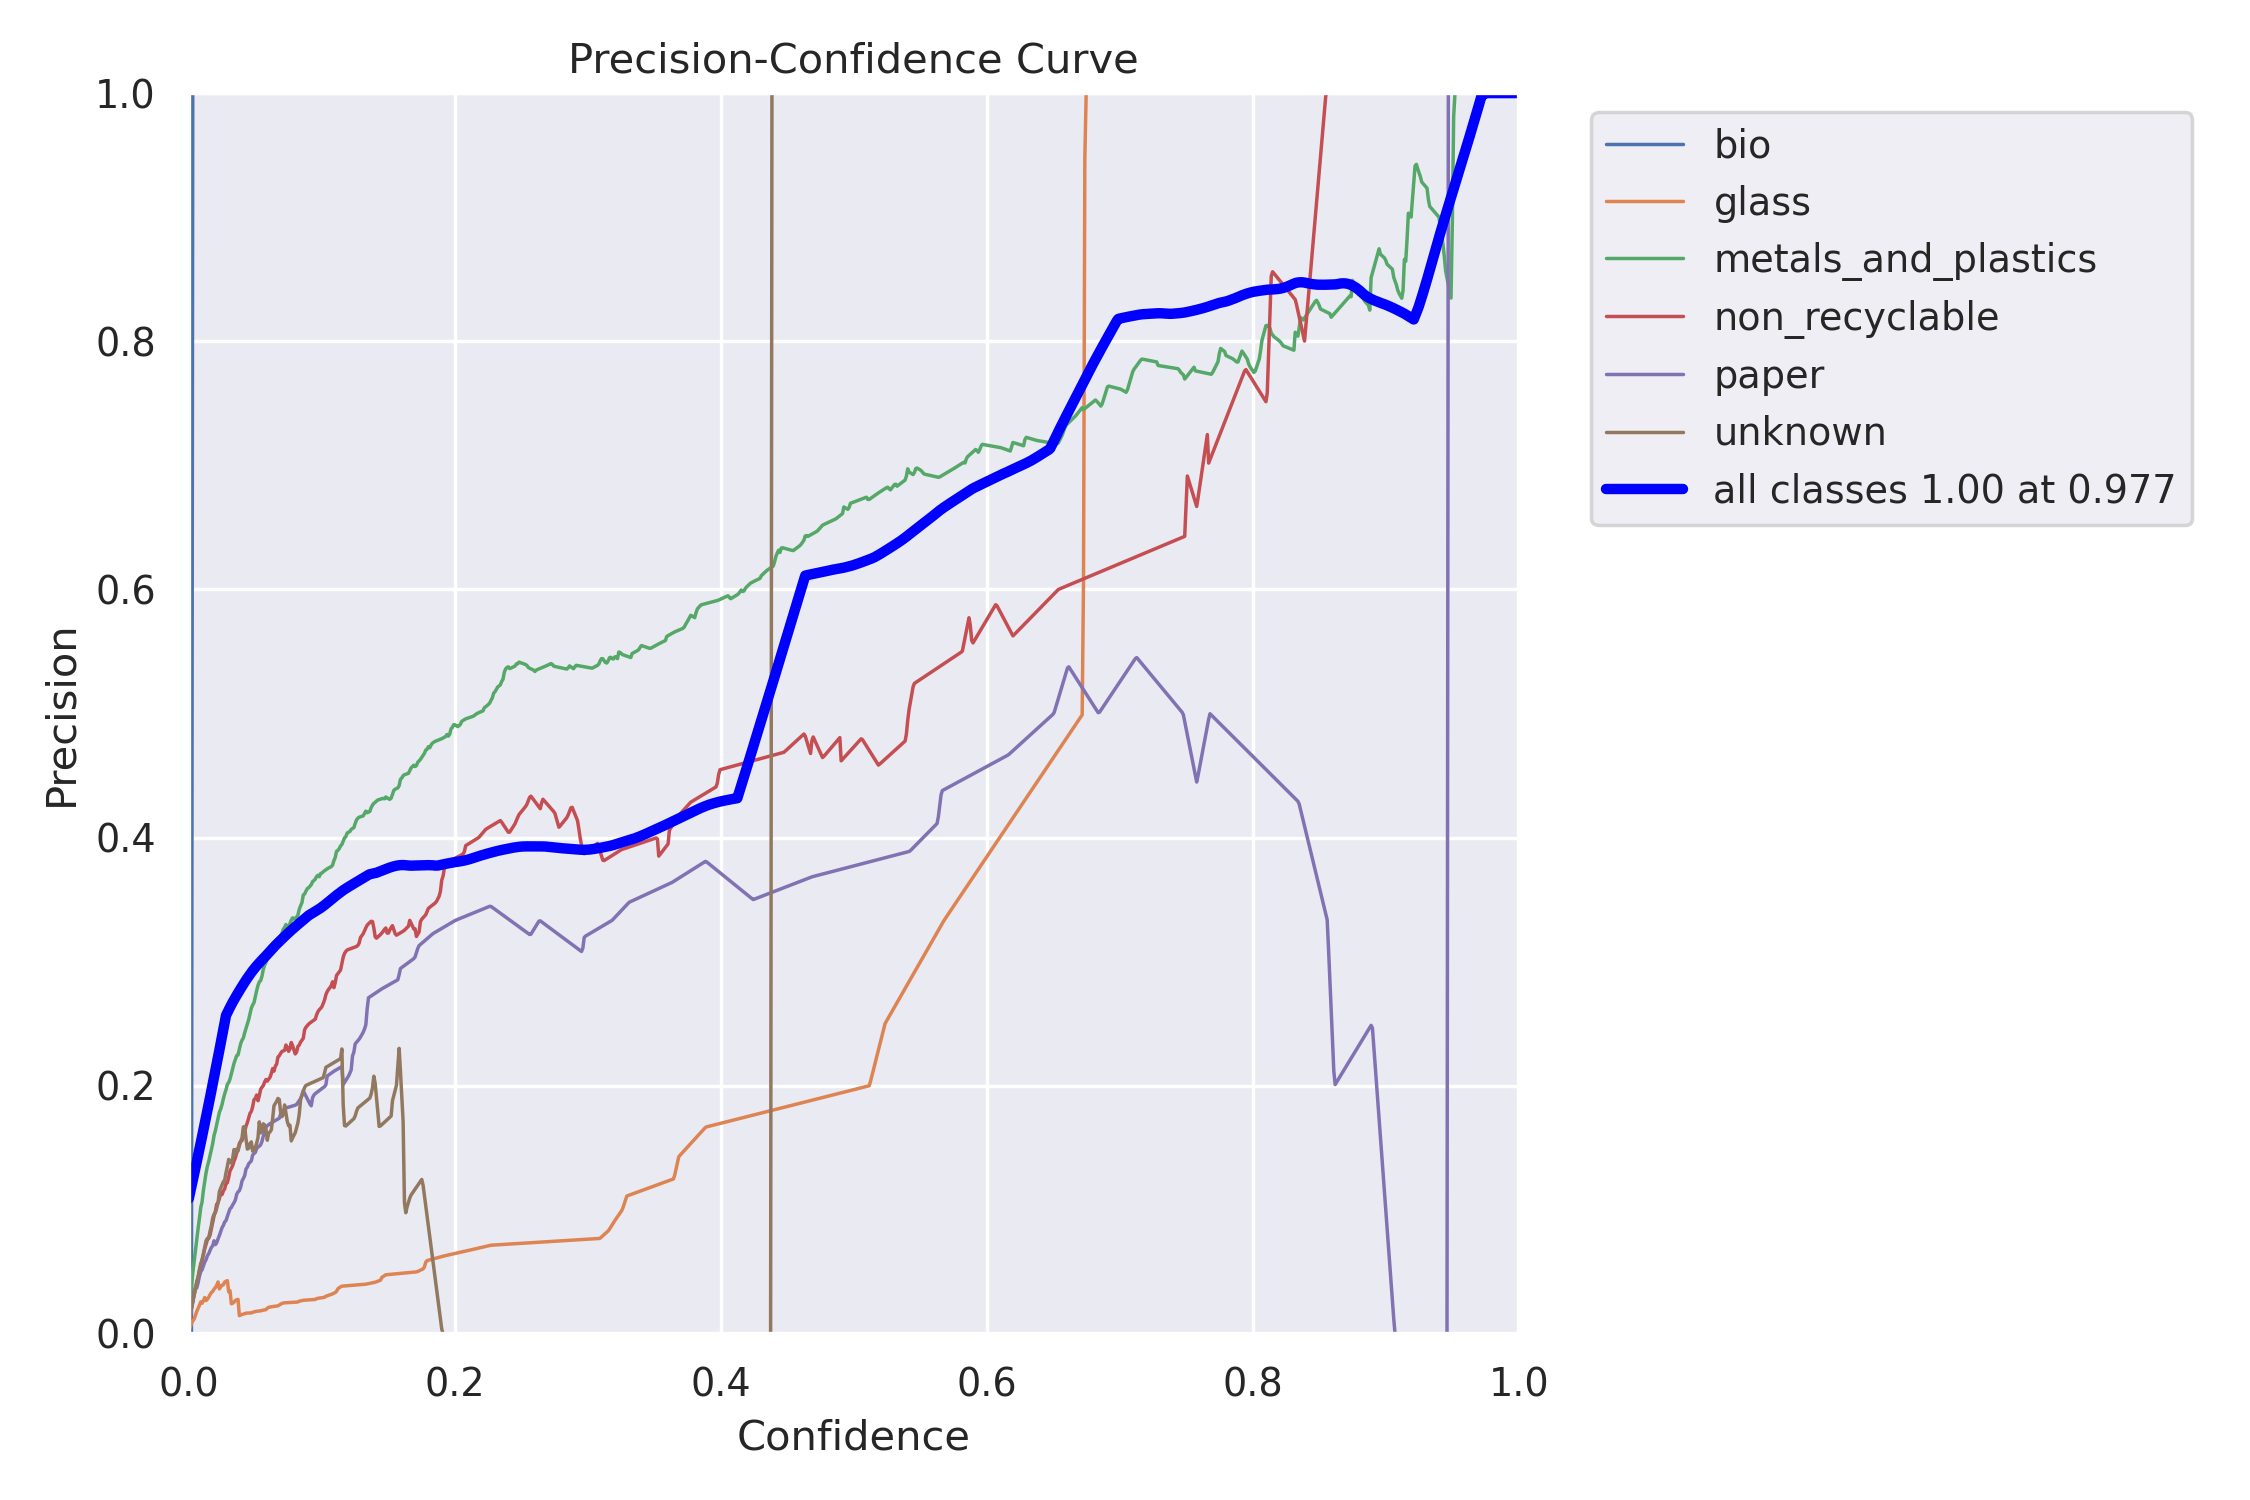 Precision-Confidence Curve
1.0
0.8
0.6
0.4
0.2
0.0
Precision
0.0 0.2 0.4 0.6 0.8 1.0
Confidence
bio
glass
metals_and_plastics
non_recyclable
paper
unknown
all classes 1.00 at 0.977